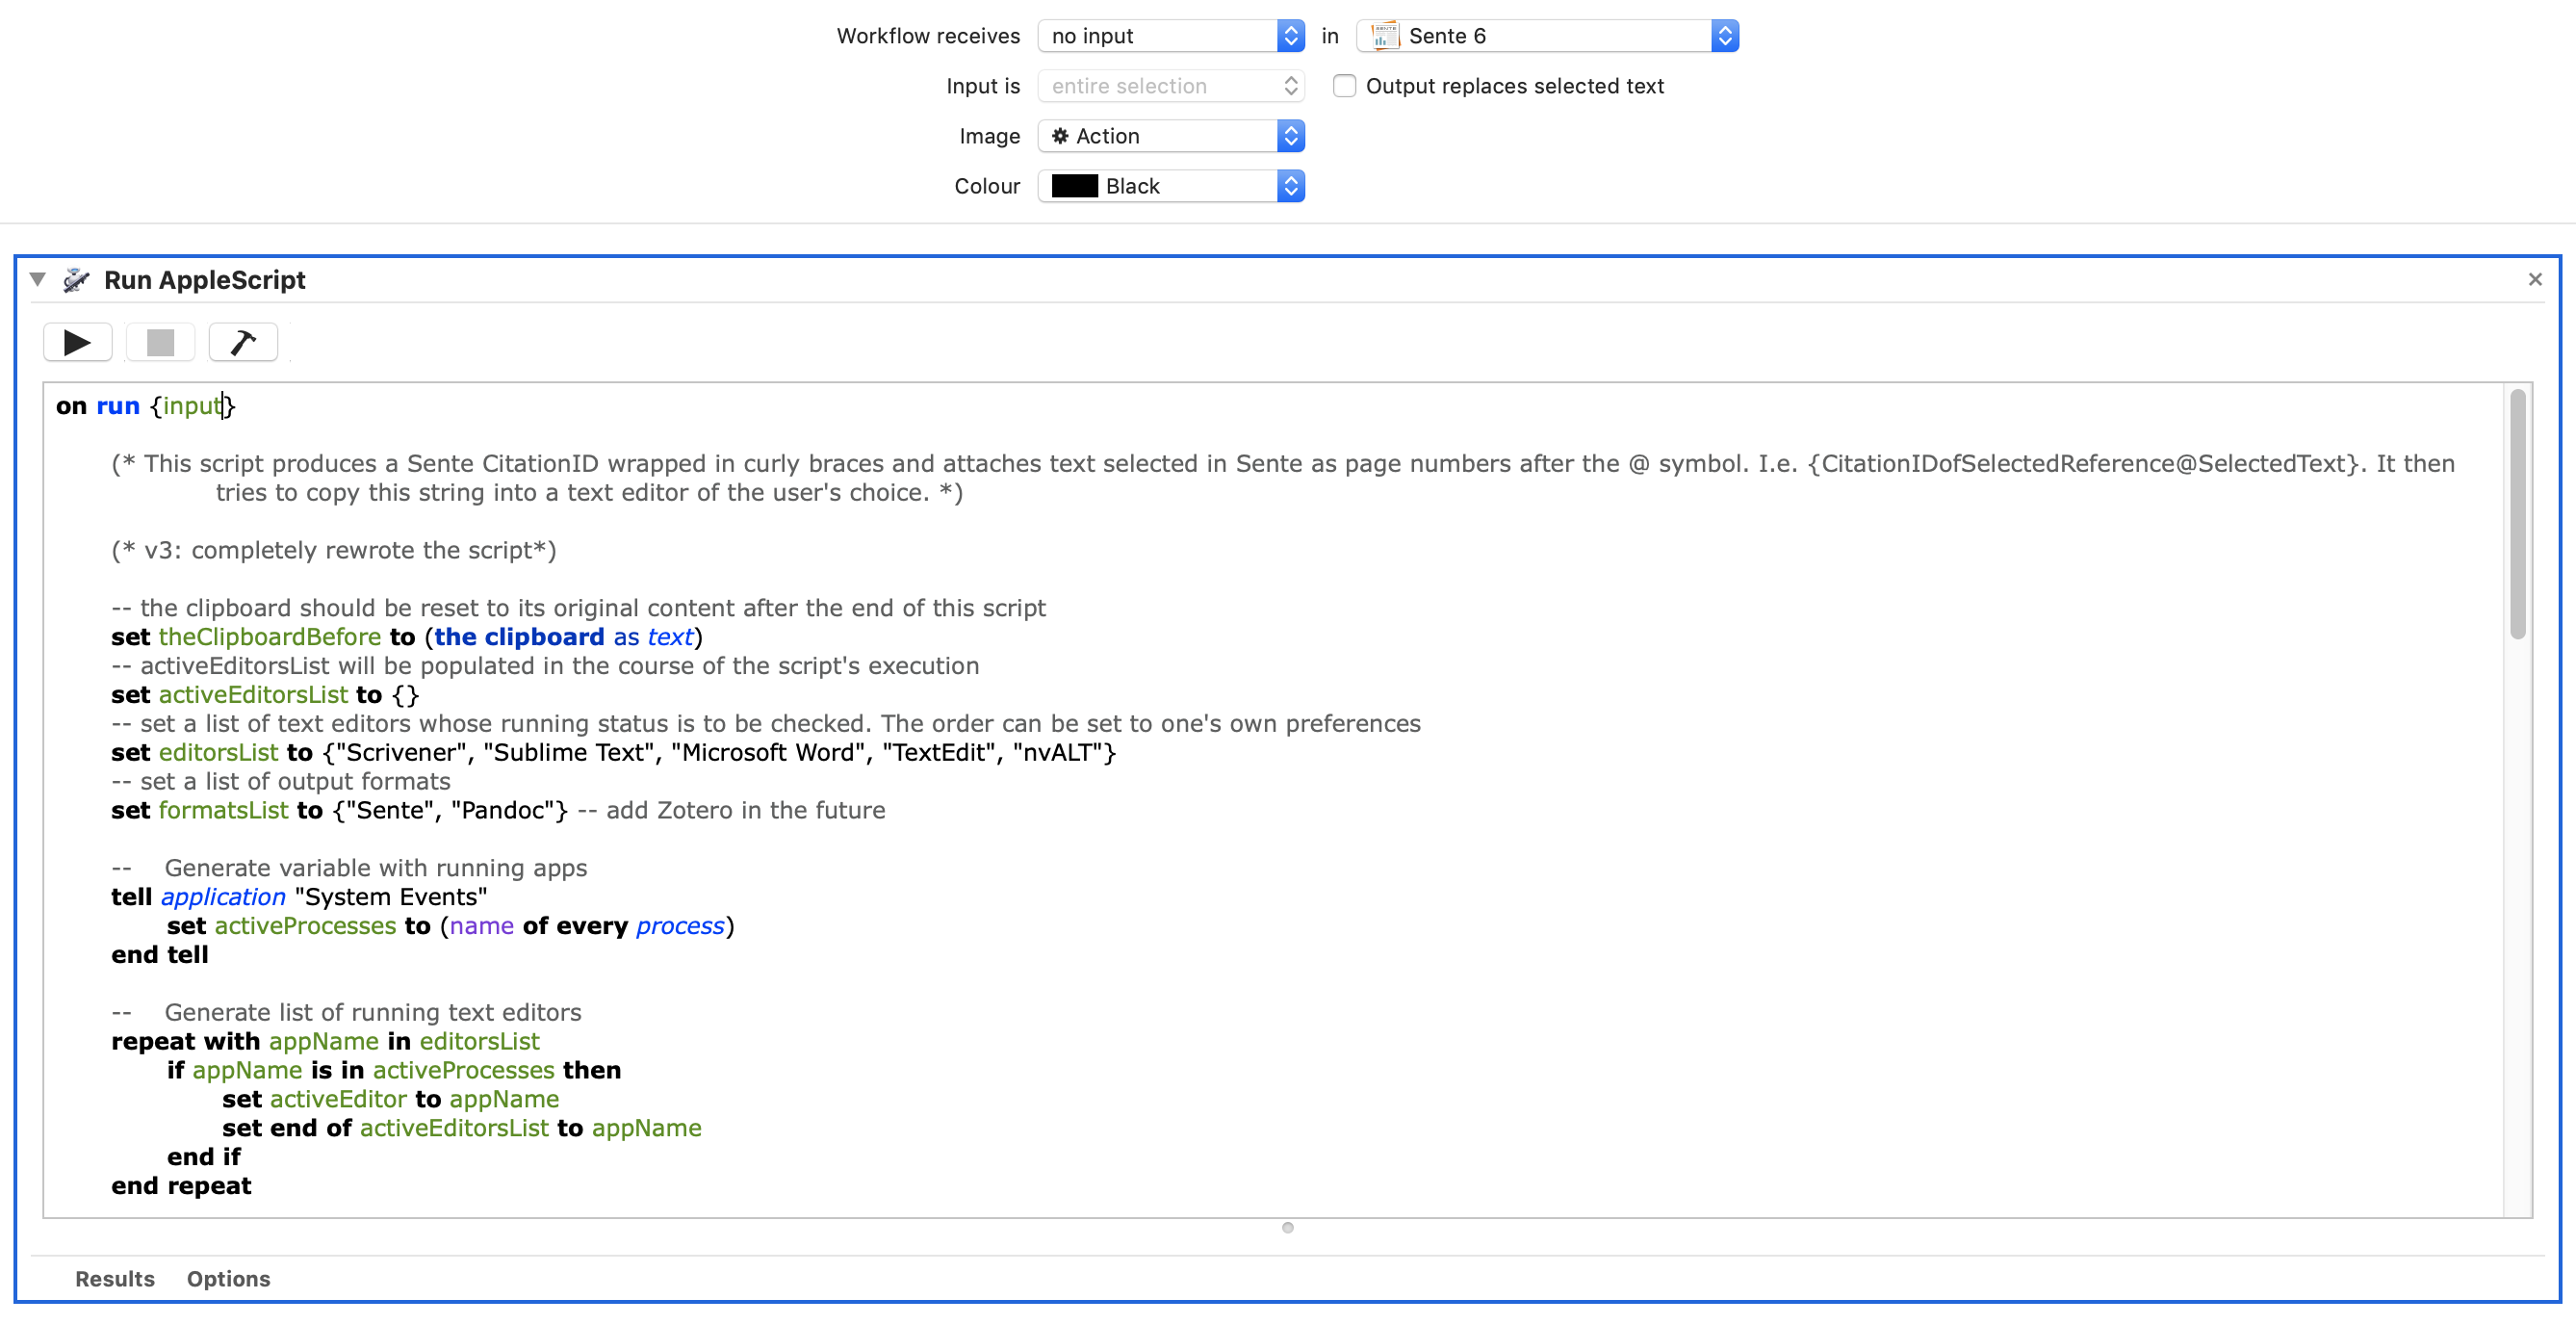 Workflow receives no input in Sente 6
Input is entire selection Output replaces selected text
Image Action
Colour Black
Run AppleScript
on run {input}
(* This script produces a Sente CitationID wrapped in curly braces and attaches text selected in Sente as page numbers after the @ symbol. I.e. {CitationIDofSelectedReference@SelectedText}. It then
tries to copy this string into a text editor of the user's choice. *)
(* v3: completely rewrote the script*)
-- the clipboard should be reset to its original content after the end of this script
set theClipboardBefore to (the clipboard as text)
-- activeEditorsList will be populated in the course of the script's execution
set activeEditorsList to {}
-- set a list of text editors whose running status is to be checked. The order can be set to one's own preferences
set editorsList to {"Scrivener", "Sublime Text", "Microsoft Word", "TextEdit", "nvALT"}
-- set a list of output formats
set formatsList to {"Sente", "Pandoc"} -- add Zotero in the future
-- Generate variable with running apps
tell application "System Events"
set activeProcesses to (name of every process)
end tell
-- Generate list of running text editors
repeat with appName in editorsList
if appName is in activeProcesses then
set activeEditor to appName
set end of activeEditorsList to appName
end if
end repeat
Results Options